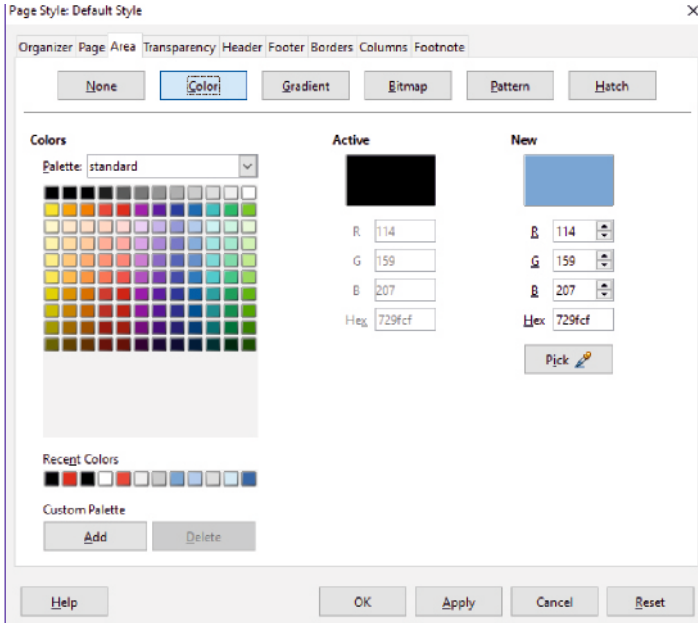 Page Style: Default Style
Organizer Page Area Transparency Header Footer Borders Columns Footnote
None Color Gradient Bitmap Pattern Hatch
Colors Active New
Palette: standard
R 114 R 114
G 159 G 159
B 207 B 207
Hex 729fcf Hex 729fcf
Pick
Recent Colors
Custom Palette
Add Delete
Help OK Apply Cancel Reset